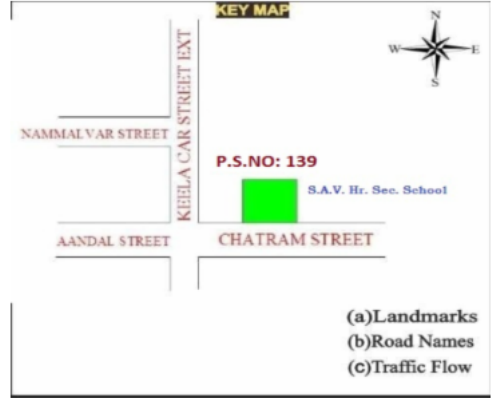 KEY MAP
N
W
E
S
KEELA CAR STREET EXT
NAMMALVAR STREET
P.S.NO: 139
S.A.V. Hr. Sec. School
AANDAL STREET
CHATRAM STREET
(a)Landmarks
(b)Road Names
(c)Traffic Flow